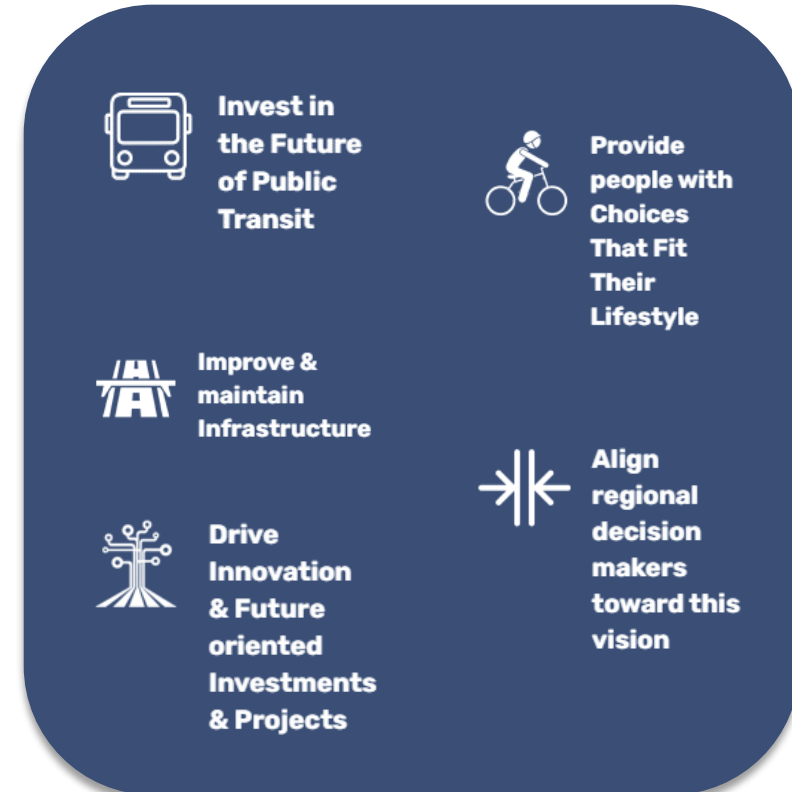 Invest in
the Future
of Public
Transit
Improve &
maintain
Infrastructure
Drive
Innovation
& Future
oriented
Investments
& Projects
Provide
people with
Choices
That Fit
Their
Lifestyle
Align
regional
decision
makers
toward this
vision